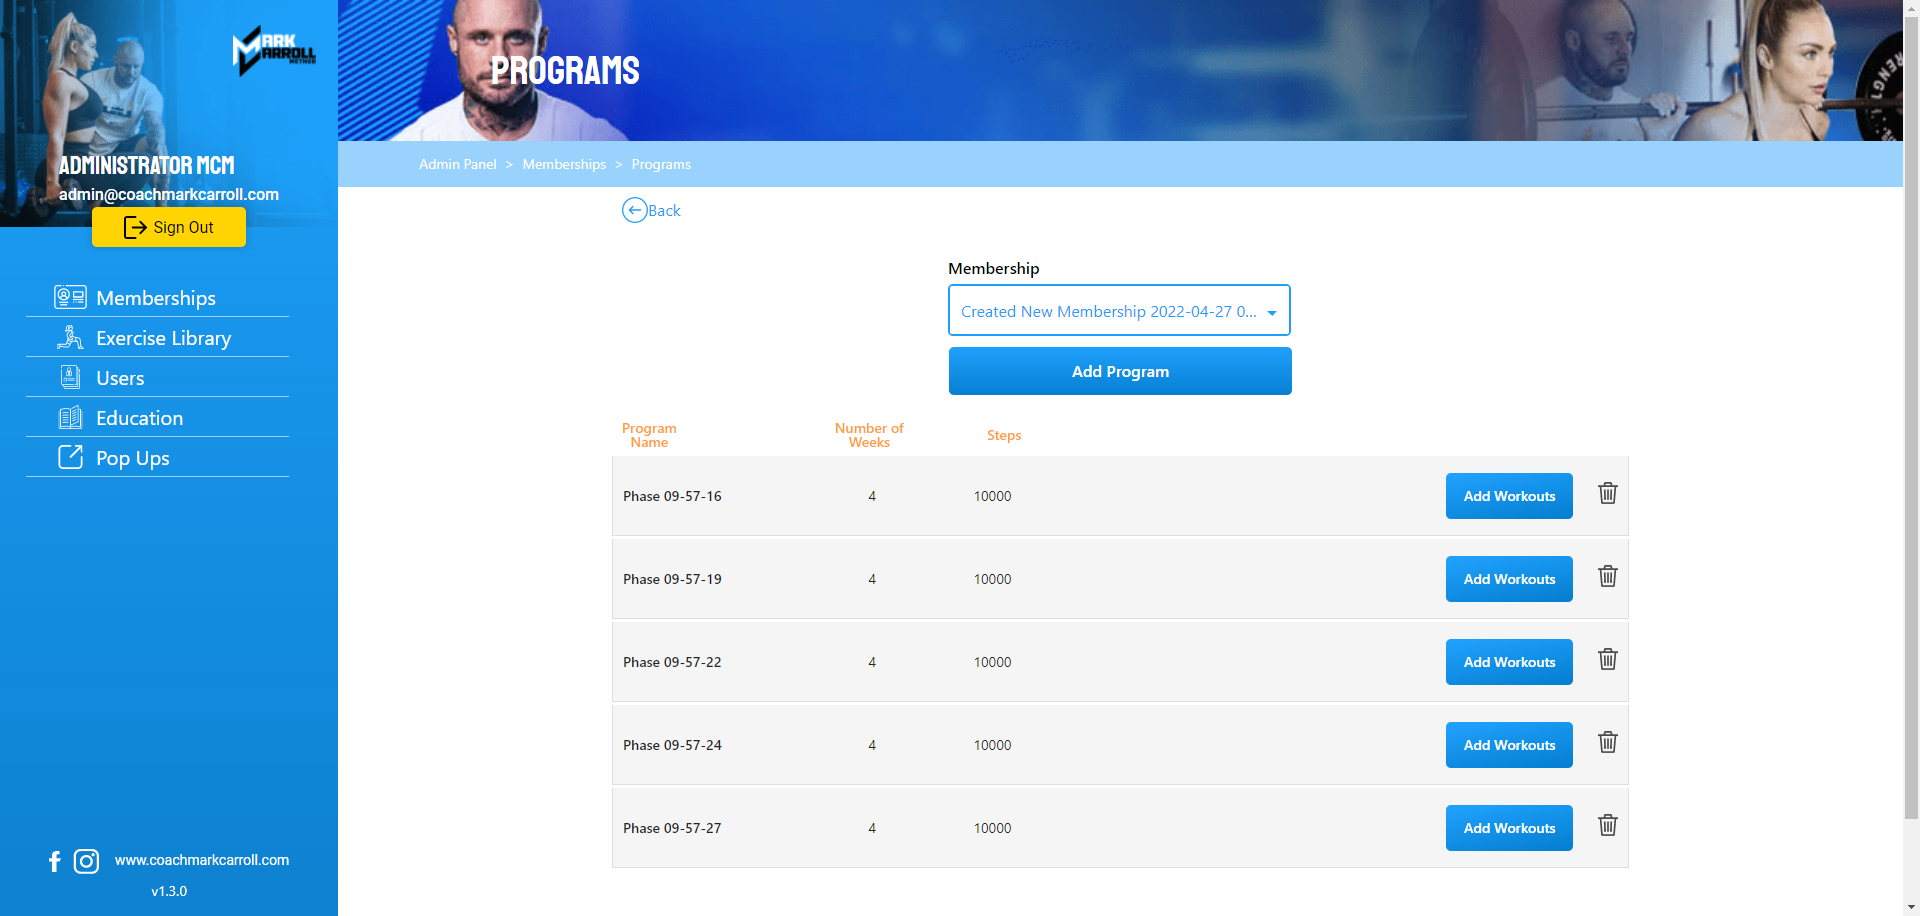 MARK
CARROLL
METHOD
ADMINISTRATOR MCM
admin@coachmarkcarroll.com
Sign Out
Memberships
Exercise Library
Users
Education
Pop Ups
www.coachmarkcarroll.com
v1.3.0
PROGRAMS
Admin Panel > Memberships > Programs
Back
Membership
Created New Membership 2022-04-27 0...
Add Program
Program Name
Number of Weeks
Steps
Phase 09-57-16 4 10000 Add Workouts
Phase 09-57-19 4 10000 Add Workouts
Phase 09-57-22 4 10000 Add Workouts
Phase 09-57-24 4 10000 Add Workouts
Phase 09-57-27 4 10000 Add Workouts